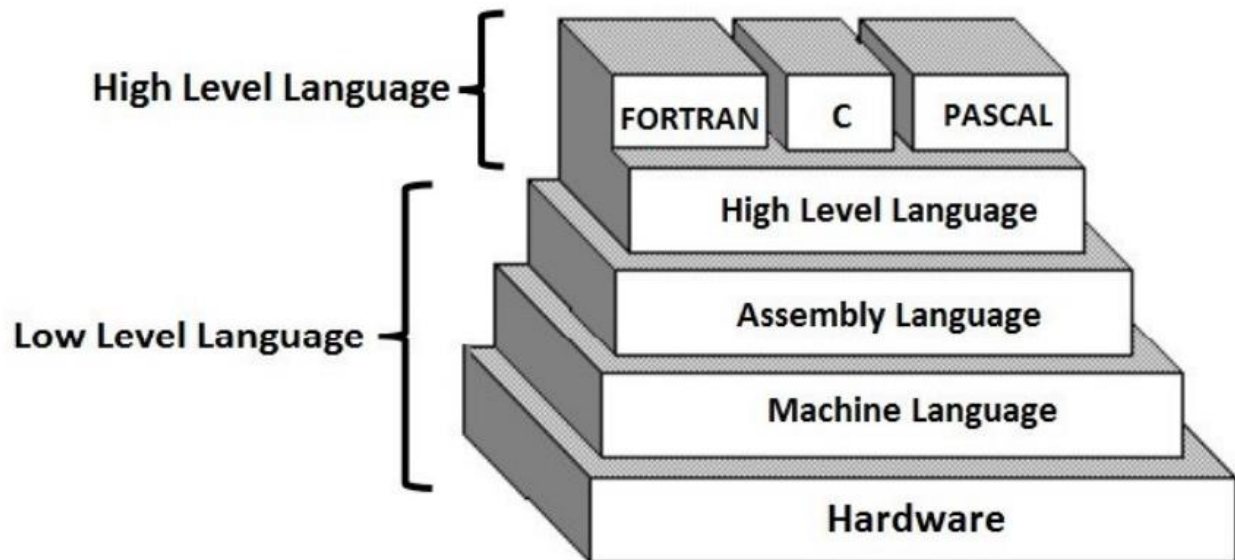 High Level Language
FORTRAN
C
PASCAL
High Level Language
Low Level Language
Assembly Language
Machine Language
Hardware